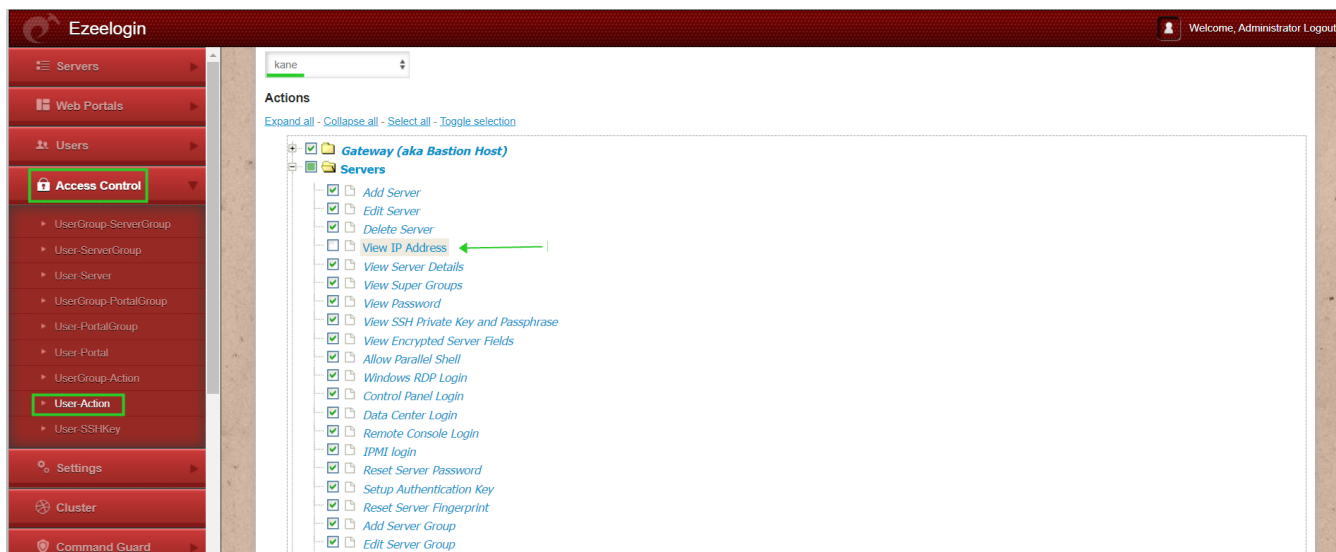 Ezeelogin
Welcome, Administrator Logout
Servers
Web Portals
Users
Access Control
UserGroup-ServerGroup
User-ServerGroup
User-Server
UserGroup-PortalGroup
User-PortalGroup
User-Portal
UserGroup-Action
User-Action
User-SSHKey
Settings
Cluster
Command Guard
kane
Actions
Expand all - Collapse all - Select all - Toggle selection
Gateway (aka Bastion Host)
Servers
Add Server
Edit Server
Delete Server
View IP Address
View Server Details
View Super Groups
View Password
View SSH Private Key and Passphrase
View Encrypted Server Fields
Allow Parallel Shell
Windows RDP Login
Control Panel Login
Data Center Login
Remote Console Login
IPMI login
Reset Server Password
Setup Authentication Key
Reset Server Fingerprint
Add Server Group
Edit Server Group